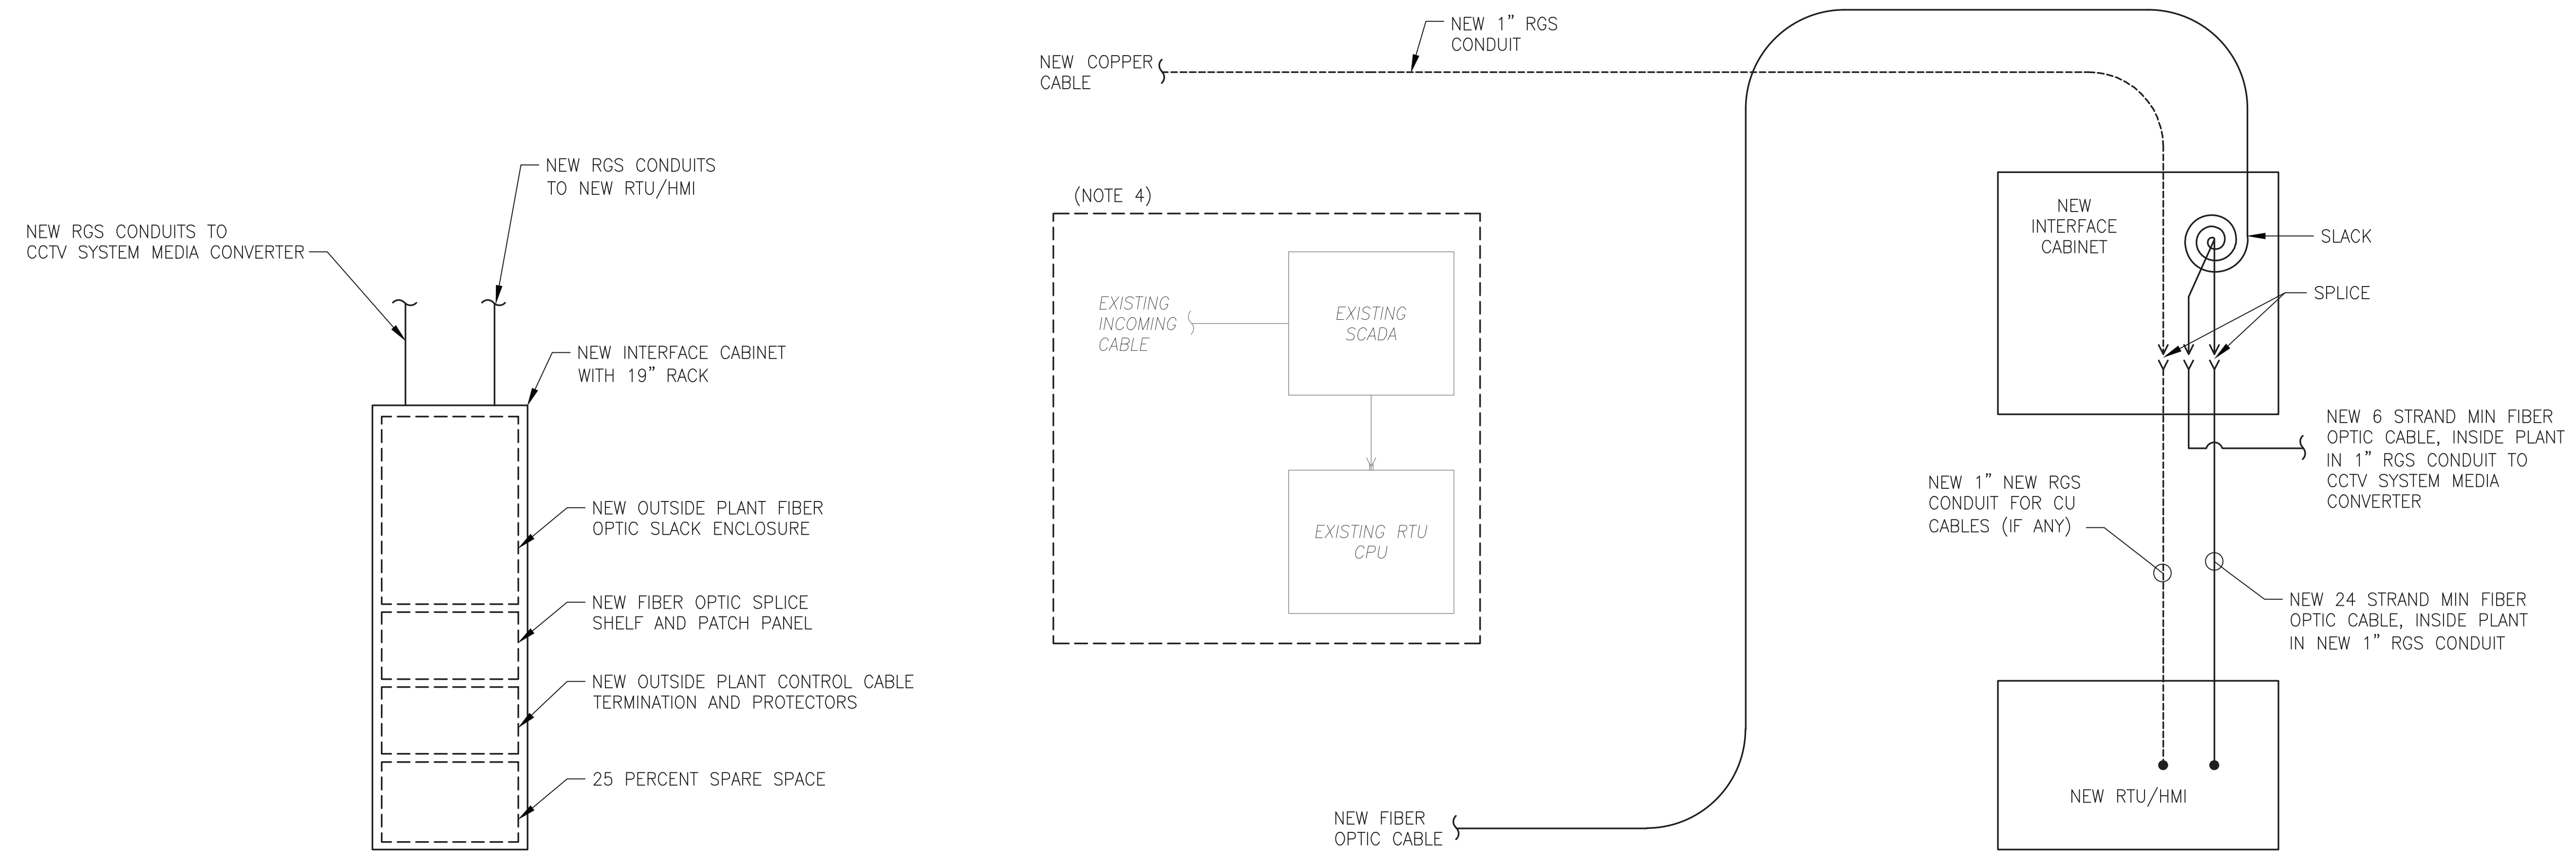 NEW RGS CONDUITS
TO NEW RTU/HMI
NEW RGS CONDUITS TO
CCTV SYSTEM MEDIA CONVERTER
NEW INTERFACE CABINET
WITH 19" RACK
NEW OUTSIDE PLANT FIBER
OPTIC SLACK ENCLOSURE
NEW FIBER OPTIC SPLICE
SHELF AND PATCH PANEL
NEW OUTSIDE PLANT CONTROL CABLE
TERMINATION AND PROTECTORS
25 PERCENT SPARE SPACE
NEW 1" RGS
CONDUIT
NEW COPPER
CABLE
(NOTE 4)
EXISTING
INCOMING
CABLE
EXISTING
SCADA
EXISTING RTU
CPU
NEW FIBER
OPTIC CABLE
NEW
INTERFACE
CABINET
SLACK
SPLICE
NEW 6 STRAND MIN FIBER
OPTIC CABLE, INSIDE PLANT
IN 1" RGS CONDUIT TO
CCTV SYSTEM MEDIA
CONVERTER
NEW 1" NEW RGS
CONDUIT FOR CU
CABLES (IF ANY)
NEW 24 STRAND MIN FIBER
OPTIC CABLE, INSIDE PLANT
IN NEW 1" RGS CONDUIT
NEW RTU/HMI